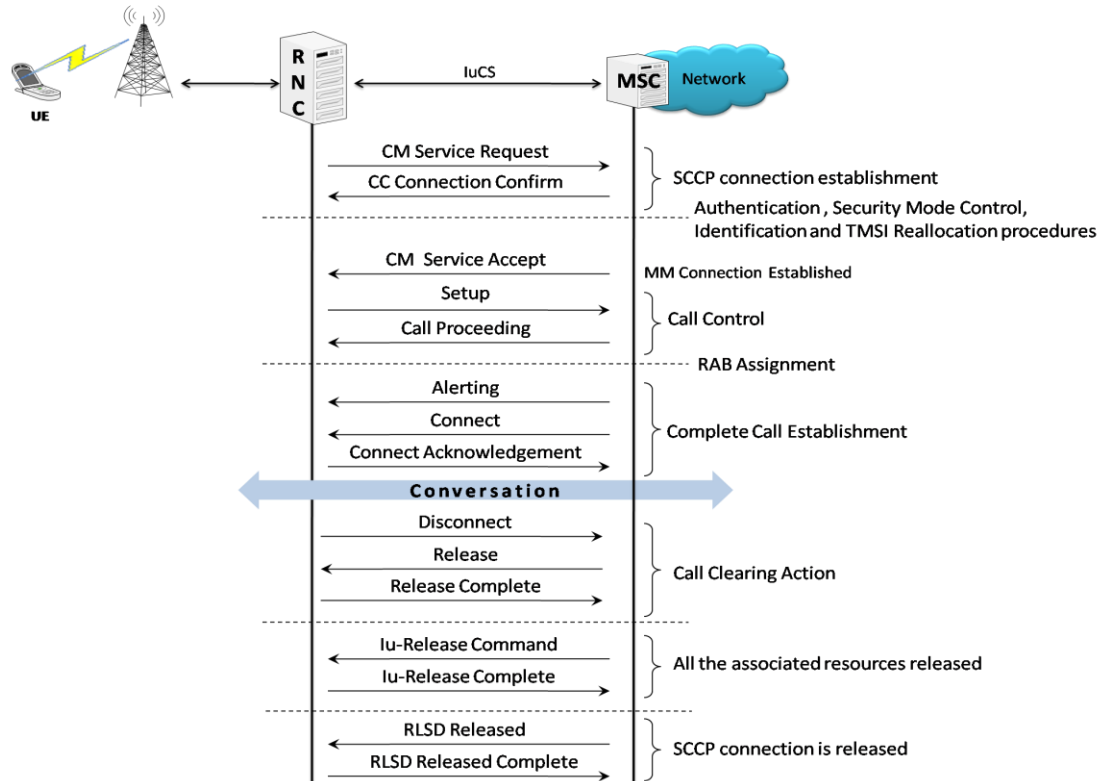 R
N
C
IuCS
MSC
Network
UE
CM Service Request
CC Connection Confirm
SCCP connection establishment
Authentication , Security Mode Control,
Identification and TMSI Reallocation procedures
CM Service Accept
MM Connection Established
Setup
Call Proceeding
Call Control
RAB Assignment
Alerting
Connect
Connect Acknowledgement
Complete Call Establishment
Conversation
Disconnect
Release
Release Complete
Call Clearing Action
Iu-Release Command
Iu-Release Complete
All the associated resources released
RLSD Released
RLSD Released Complete
SCCP connection is released